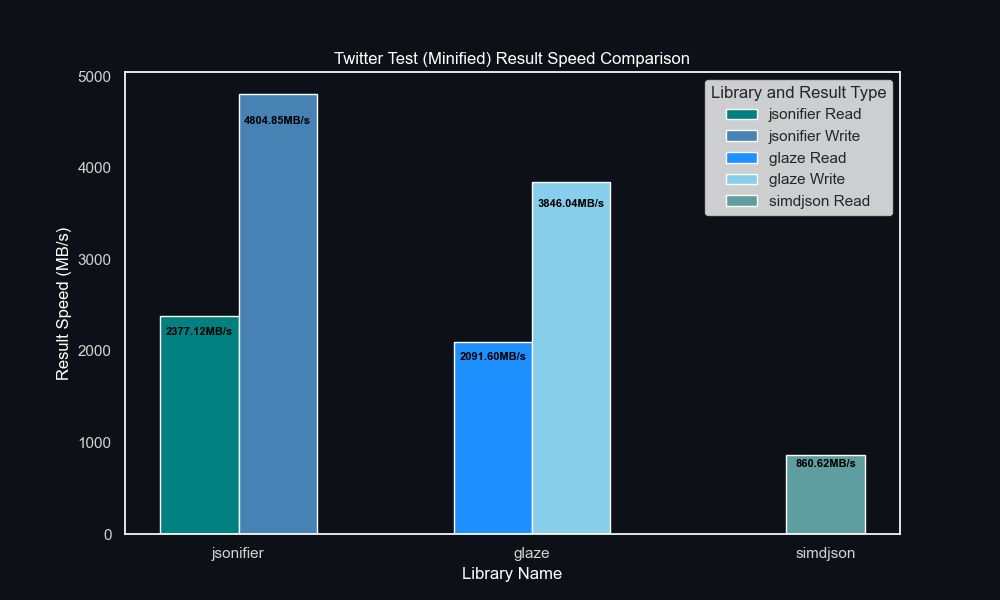 Twitter Test (Minified) Result Speed Comparison
Library and Result Type
jsonifier Read
jsonifier Write
glaze Read
glaze Write
simdjson Read
5000
4000
3000
2000
1000
0
Result Speed (MB/s)
2377.12MB/s
4804.85MB/s
2091.60MB/s
3846.04MB/s
860.62MB/s
jsonifier
glaze
simdjson
Library Name